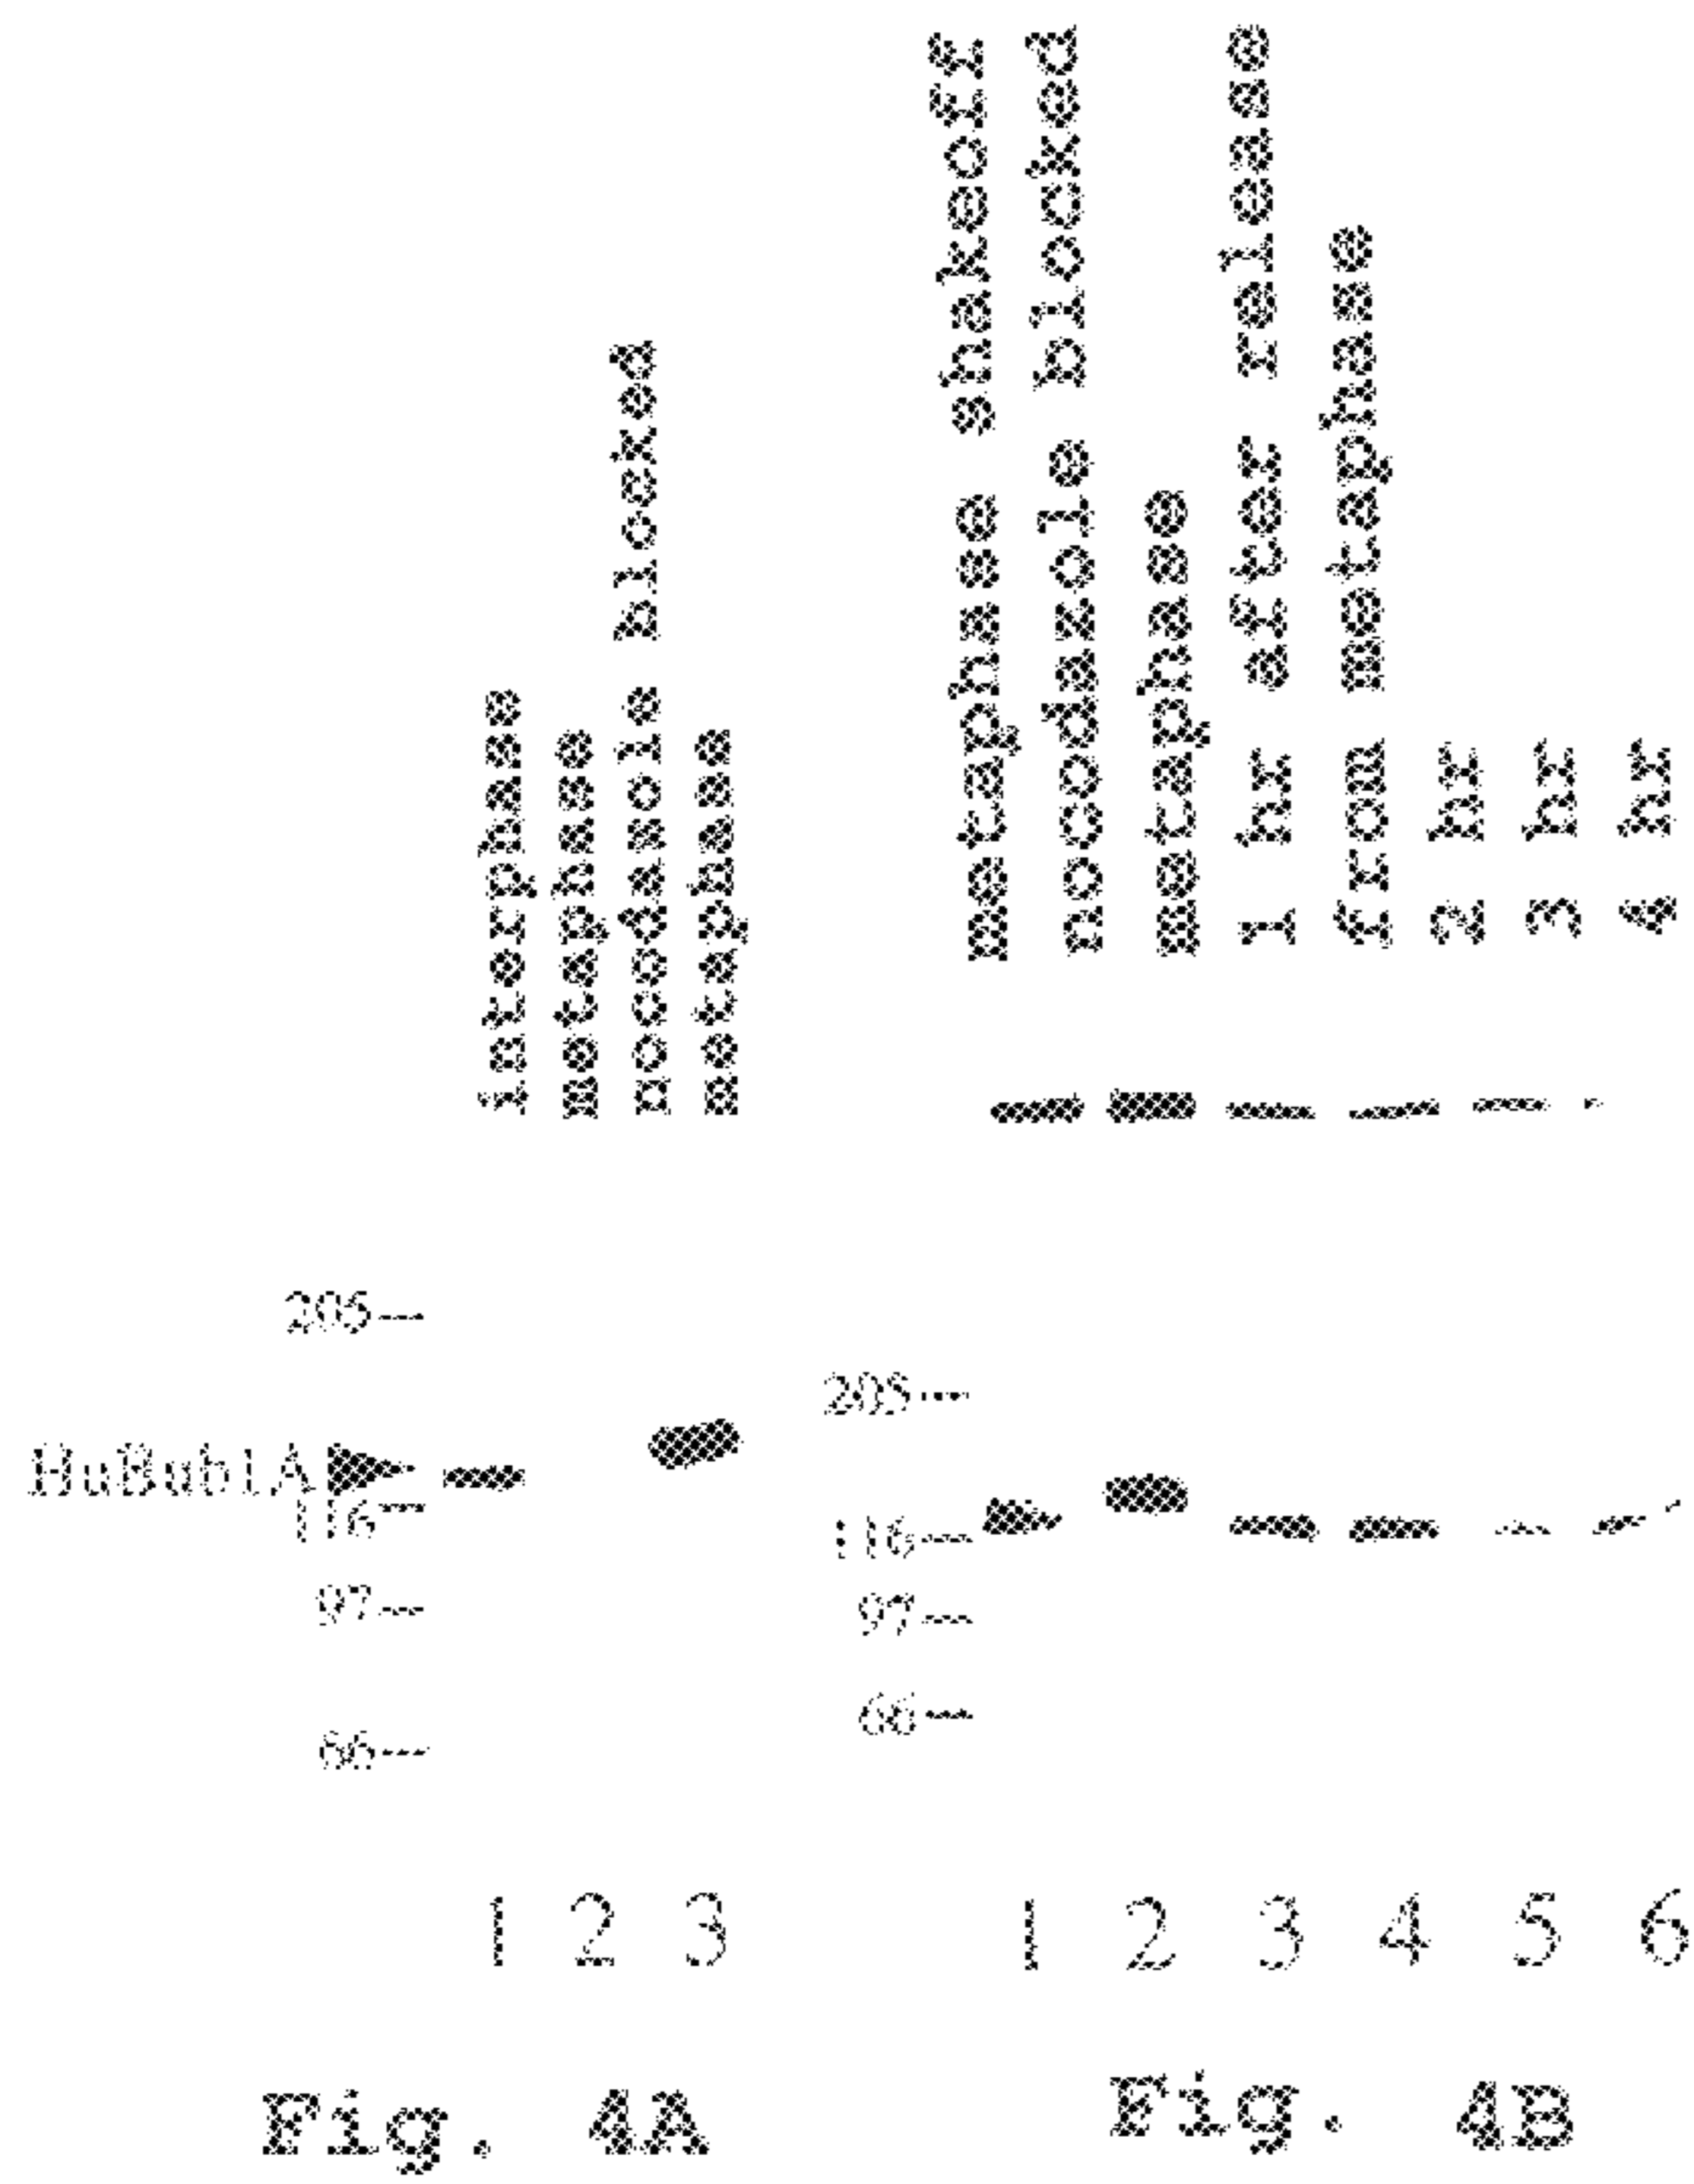 interphase
metaphase
nocodazole blocked
metaphase
metaphase shakeoff
nocodazole blocked
metaphase
1 hr after release
from metaphase
2 hr
3 hr
4 hr
205
HuBub1A
116
97
66
205
116
97
66
1 2 3
1 2 3 4 5 6
Fig. 4A
Fig. 4B